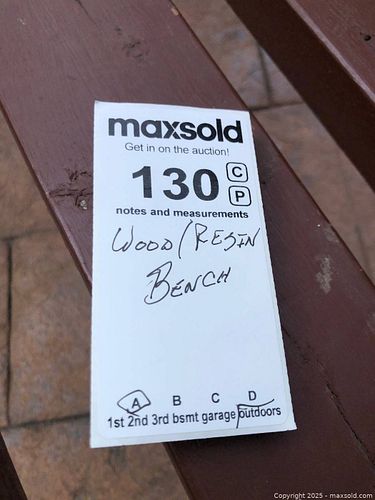 maxsold
Get in on the auction!
130 C
P
notes and measurements
WOOD/RESIN
BENCH
A B C D
1st 2nd 3rd bsmt garage outdoors
Copyright © 2025 - maxsold.com